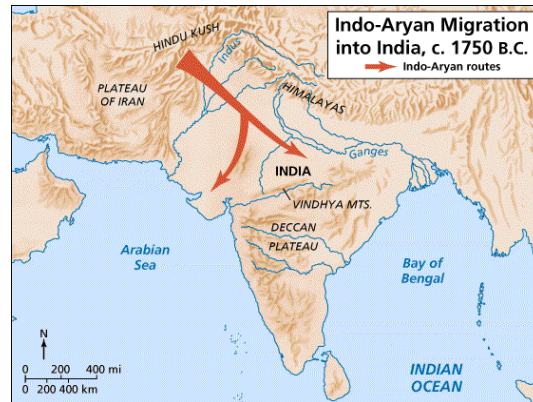 Indo-Aryan Migration
into India, c. 1750 B.C.
Indo-Aryan routes
HINDU KUSH
Indus
PLATEAU
OF IRAN
HIMALAYAS
Ganges
INDIA
VINDHYA MTS.
DECCAN
PLATEAU
Arabian
Sea
Bay of
Bengal
N
0 200 400 mi
0 200 400 km
INDIAN
OCEAN